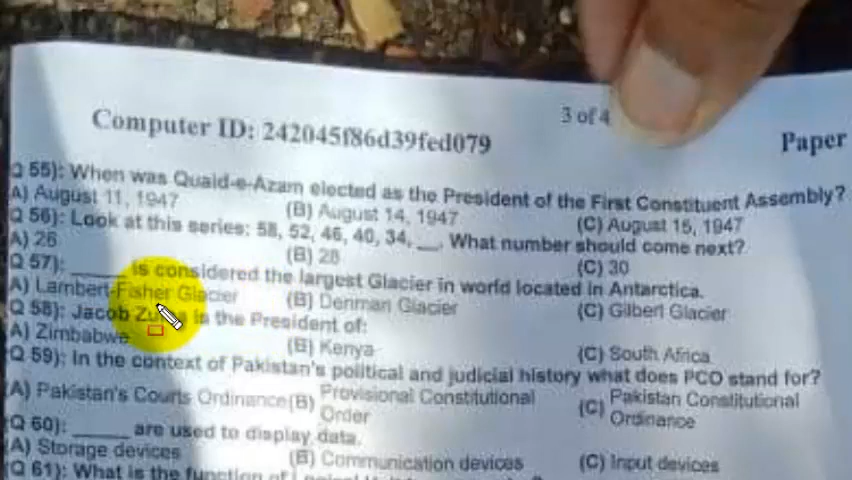 3 of 4
Computer ID: 242045f86d39fed079
Paper
Q 55): When was Quaid-e-Azam elected as the President of the First Constituent Assembly?
A) August 11, 1947 (B) August 14, 1947 (C) August 15, 1947
Q 56): Look at this series: 58, 52, 46, 40, 34, __. What number should come next?
A) 26 (B) 28 (C) 30
Q 57): _____ is considered the largest Glacier in world located in Antarctica.
A) Lambert-Fisher Glacier (B) Denman Glacier (C) Gilbert Glacier
Q 58): Jacob Zuma is the President of:
A) Zimbabwe (B) Kenya (C) South Africa
Q 59): In the context of Pakistan's political and judicial history what does PCO stand for?
(A) Pakistan's Courts Ordinance (B) Provisional Constitutional Order (C) Pakistan Constitutional Ordinance
Q 60): _____ are used to display data.
(A) Storage devices (B) Communication devices (C) Input devices
(Q 61): What is the function of